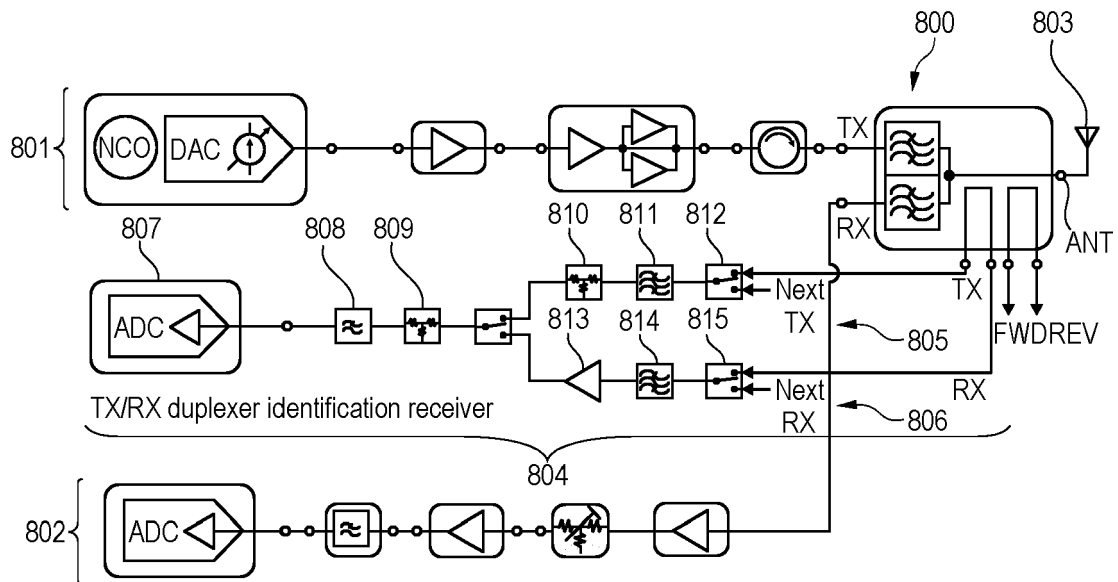 800
803
801
NCO
DAC
TX
RX
ANT
807
808
809
810
811
812
ADC
Next
TX
TX
805
FWDREV
813
814
815
RX
Next
RX
806
TX/RX duplexer identification receiver
804
802
ADC